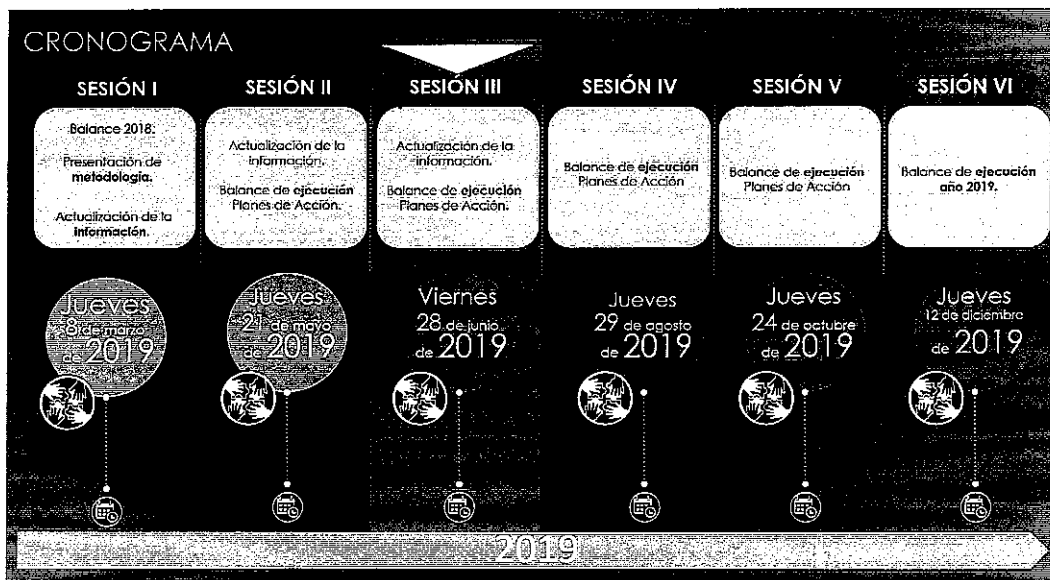 CRONOGRAMA
SESIÓN I
Balance 2018.
Presentación de
metodología.
Actualización de la
información.
Jueves
8 de marzo
de 2019
SESIÓN II
Actualización de la
información.
Balance de ejecución
Planes de Acción.
Jueves
21 de mayo
de 2019
SESIÓN III
Actualización de la
información.
Balance de ejecución
Planes de Acción.
Viernes
28 de junio
de 2019
SESIÓN IV
Balance de ejecución
Planes de Acción
Jueves
29 de agosto
de 2019
SESIÓN V
Balance de ejecución
Planes de Acción
Jueves
24 de octubre
de 2019
SESIÓN VI
Balance de ejecución
año 2019.
Jueves
12 de diciembre
de 2019
2019